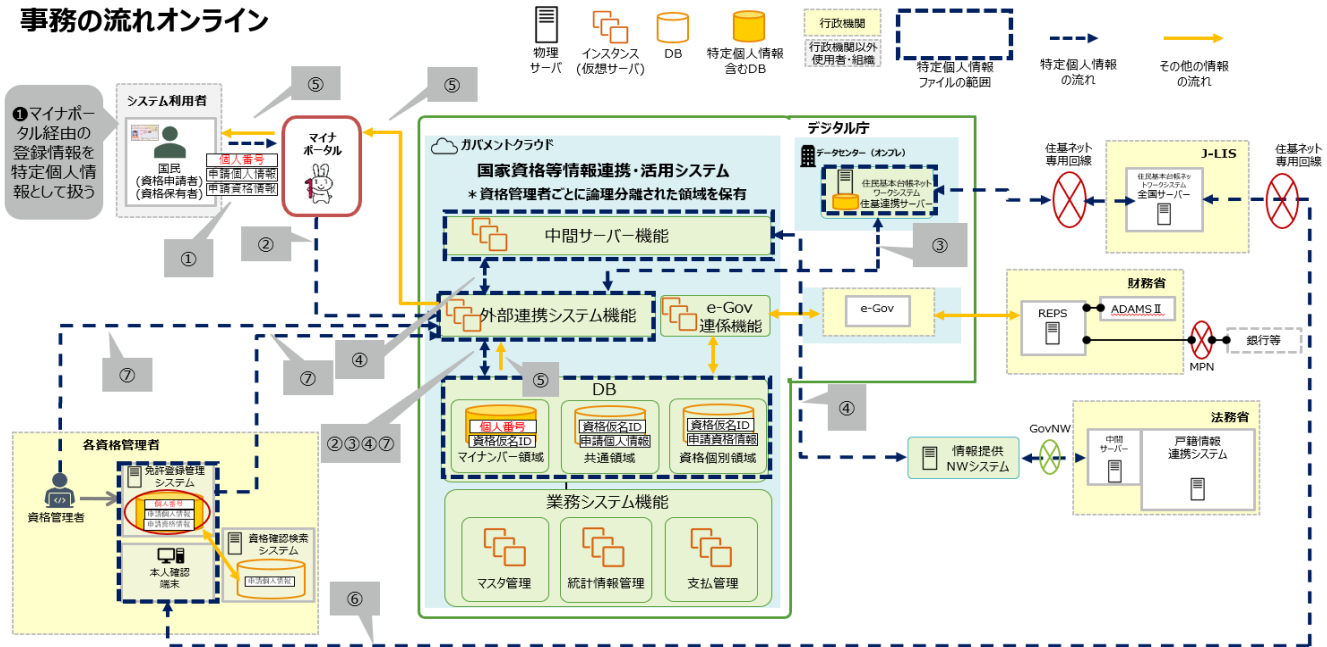 事務の流れオンライン
物理
サーバ
インスタンス
(仮想サーバ)
DB
特定個人情報
含むDB
行政機関
行政機関以外
使用者・組織
特定個人情報
ファイルの範囲
特定個人情報
の流れ
その他の情報
の流れ
❶マイナポー
タル経由の
登録情報を
特定個人情
報として扱う
システム利用者
国民
(資格申請者)
(資格保有者)
個人番号
申請個人情報
申請資格情報
⑤
⑤
マイナ
ポータル
①
②
ガバメントクラウド
国家資格等情報連携・活用システム
＊資格管理者ごとに論理分離された領域を保有
中間サーバー機能
外部連携システム機能
e-Gov
連係機能
④
⑤
②③④⑦
DB
個人番号
資格仮名ID
マイナンバー領域
資格仮名ID
申請個人情報
共通領域
資格仮名ID
申請資格情報
資格個別領域
業務システム機能
マスタ管理
統計情報管理
支払管理
デジタル庁
データセンター（オンプレ）
住民基本台帳ネット
ワークシステム
住基連携サーバー
③
e-Gov
④
住基ネット
専用回線
J-LIS
住民基本台帳ネッ
トワークシステム
全国サーバー
住基ネット
専用回線
財務省
REPS
ADAMSⅡ
MPN
銀行等
法務省
GovNW
情報提供
NWシステム
中間
サーバー
戸籍情報
連携システム
⑦
⑦
各資格管理者
資格管理者
免許登録管理
システム
個人番号
申請個人情報
申請資格情報
本人確認
端末
資格確認検索
システム
申請個人情報
⑥